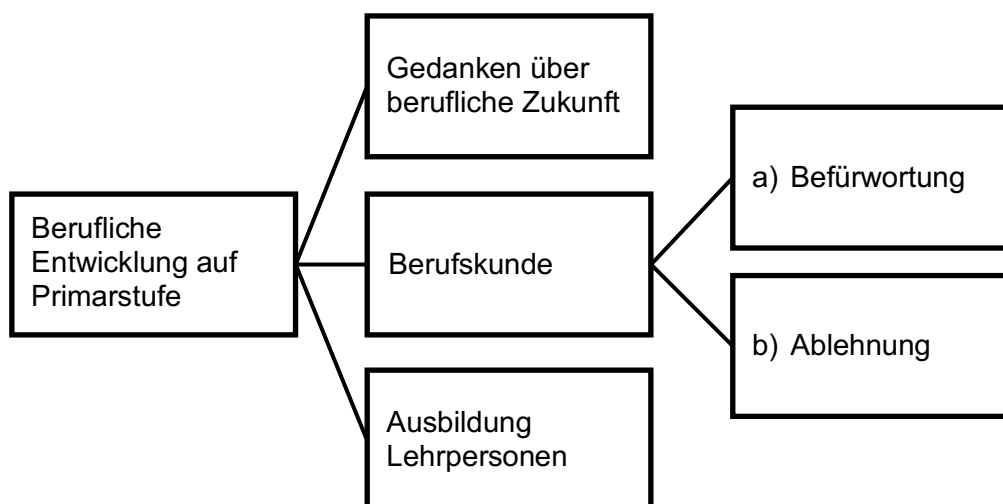 Gedanken über
berufliche Zukunft
Berufliche
Entwicklung auf
Primarstufe
Berufskunde
a) Befürwortung
b) Ablehnung
Ausbildung
Lehrpersonen